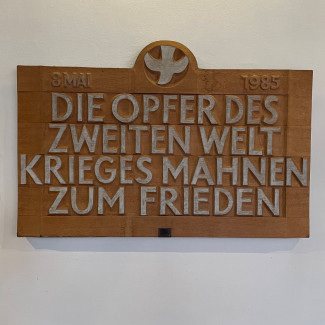 8.MAI 1985
DIE OPFER DES
ZWEITEN WELT
KRIEGES MAHNEN
ZUM FRIEDEN